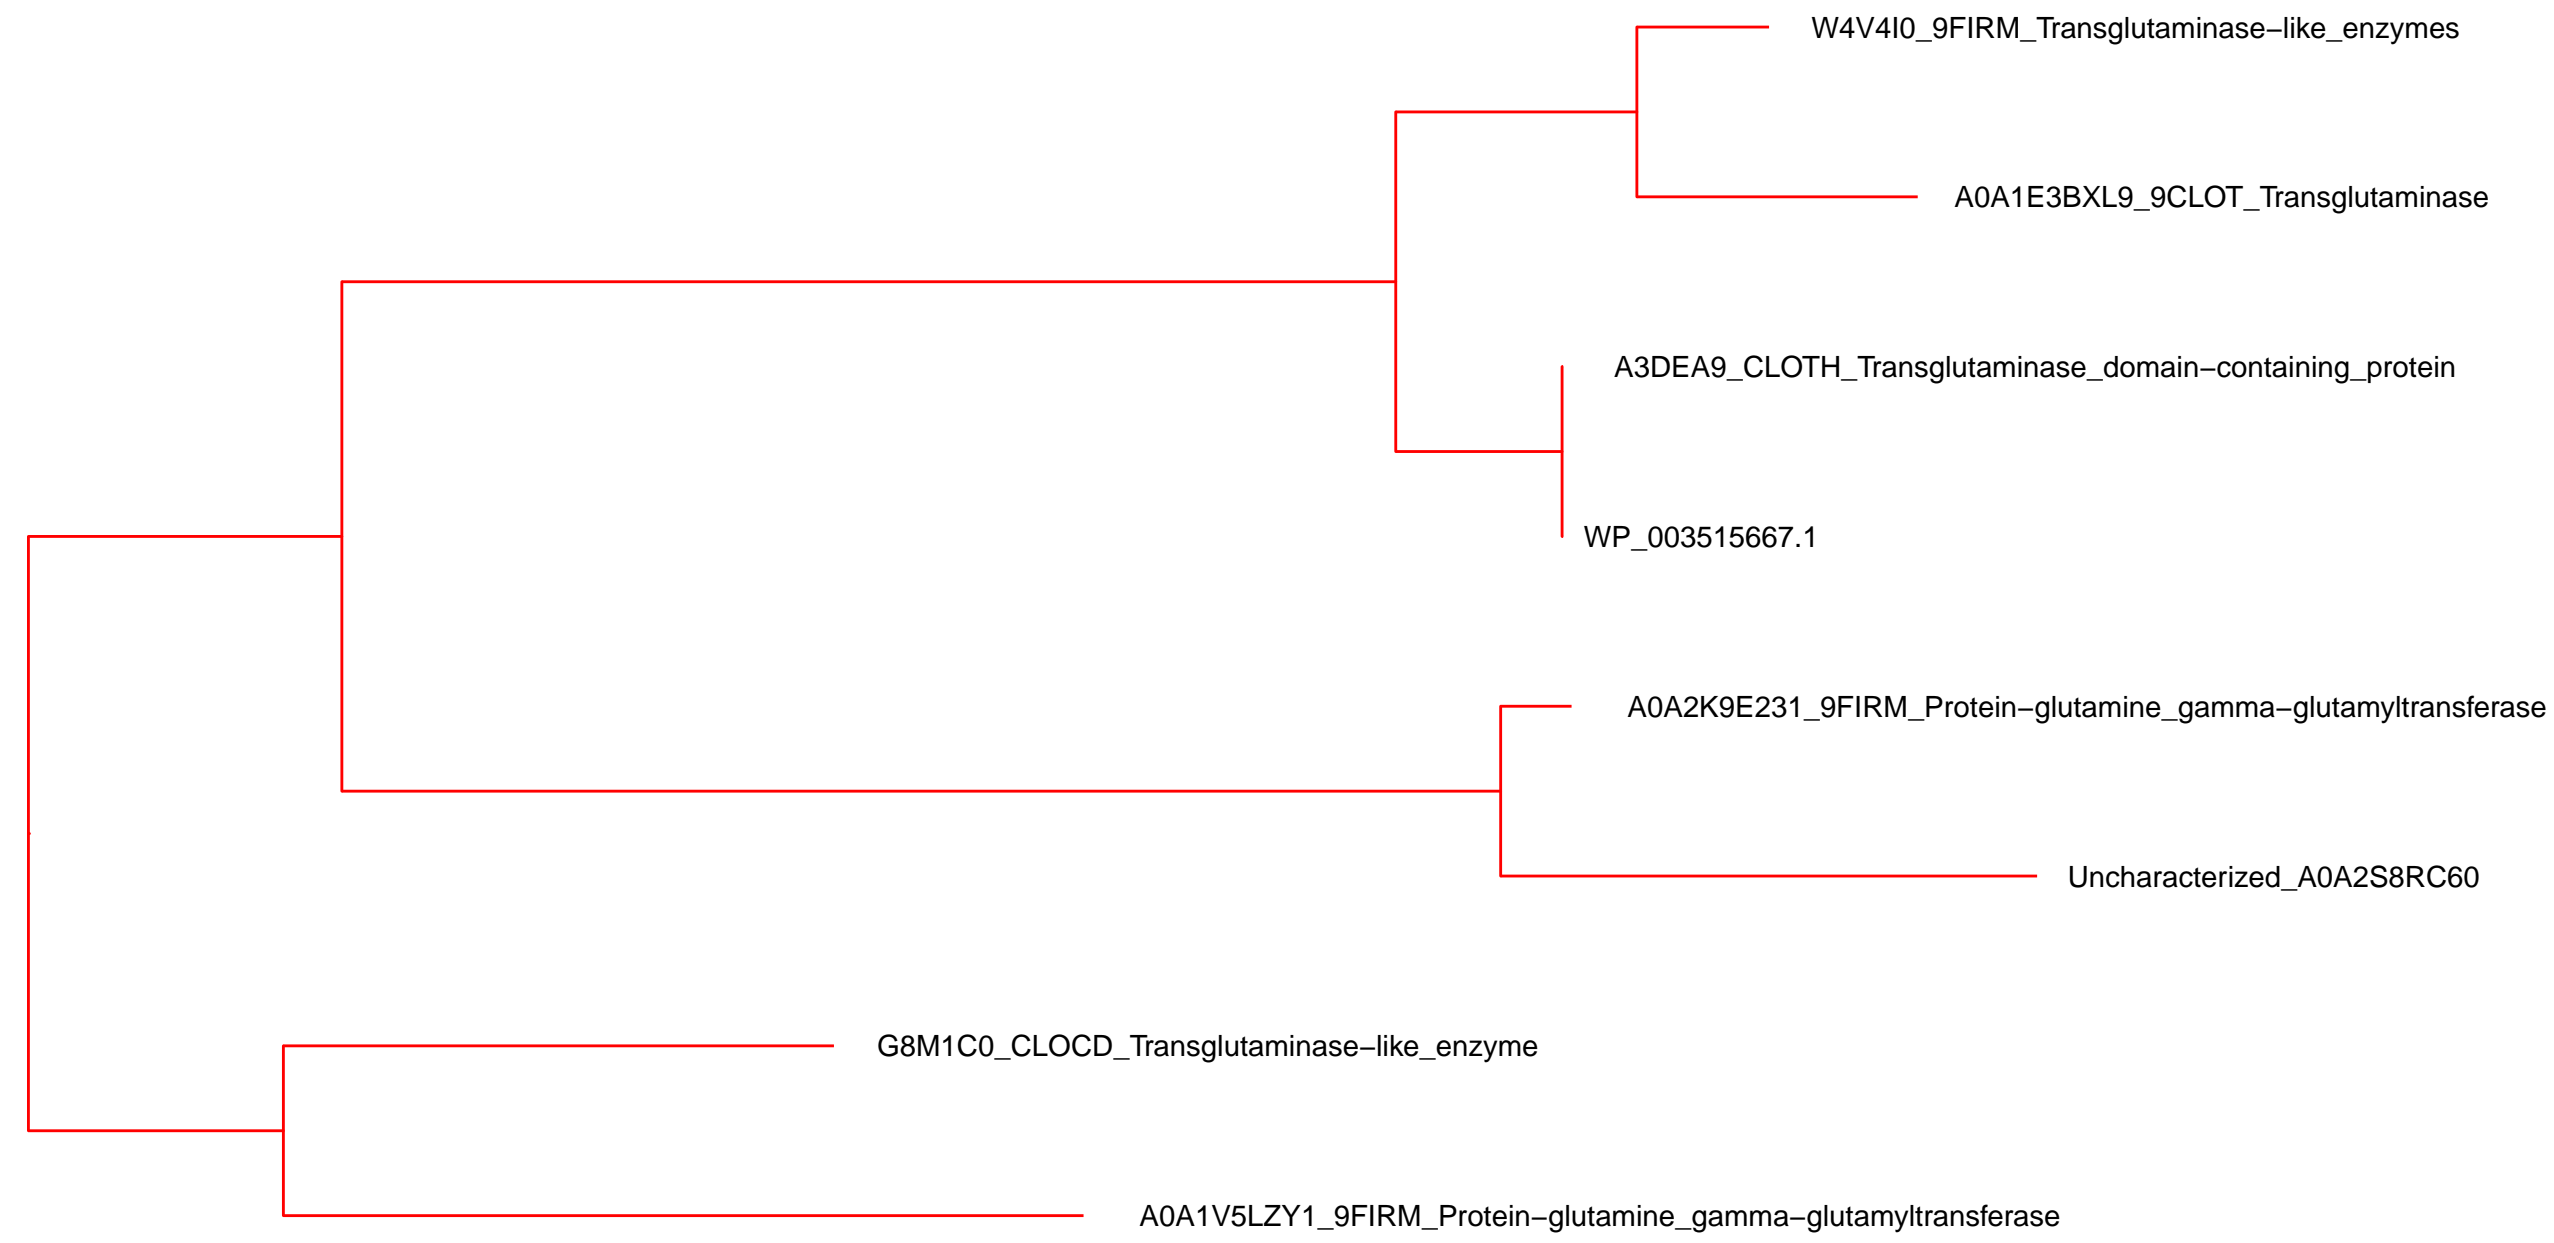 W4V4I0_9FIRM_Transglutaminase−like_enzymes
A0A1E3BXL9_9CLOT_Transglutaminase
A3DEA9_CLOTH_Transglutaminase_domain−containing_protein
WP_003515667.1
A0A2K9E231_9FIRM_Protein−glutamine_gamma−glutamyltransferase
Uncharacterized_A0A2S8RC60
G8M1C0_CLOCD_Transglutaminase−like_enzyme
A0A1V5LZY1_9FIRM_Protein−glutamine_gamma−glutamyltransferase